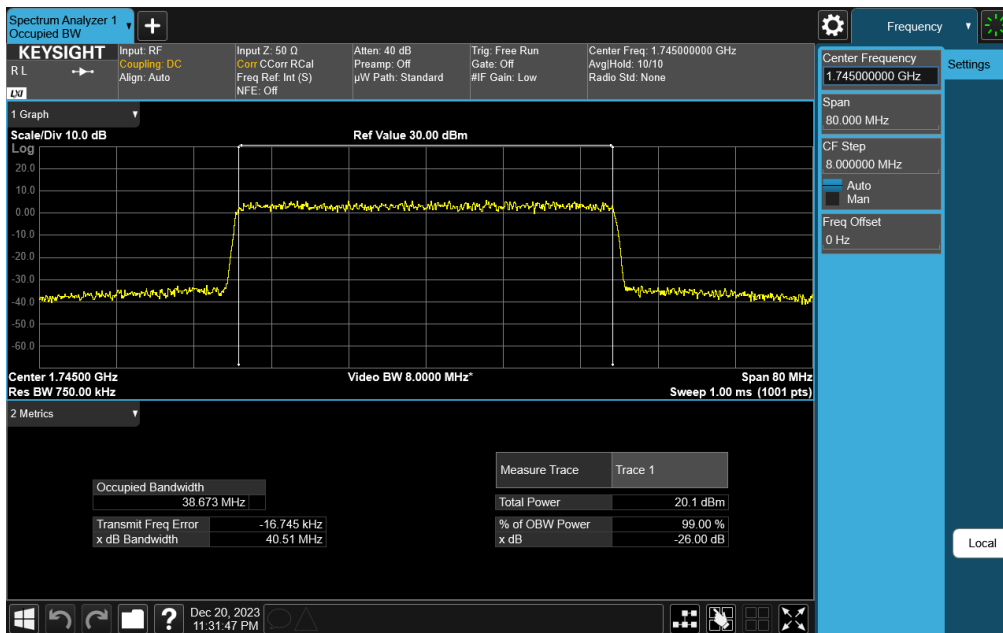 Spectrum Analyzer 1
Occupied BW
Frequency
KEYSIGHT
R L
LXI
Input: RF
Coupling: DC
Align: Auto
Input Z: 50 Ω
Corr CCorr RCal
Freq Ref: Int (S)
NFE: Off
Atten: 40 dB
Preamp: Off
µW Path: Standard
Trig: Free Run
Gate: Off
#IF Gain: Low
Center Freq: 1.745000000 GHz
Avg|Hold: 10/10
Radio Std: None
Center Frequency
1.745000000 GHz
Settings
Span
80.000 MHz
CF Step
8.000000 MHz
Auto
Man
Freq Offset
0 Hz
Local
1 Graph
Scale/Div 10.0 dB
Ref Value 30.00 dBm
Log
20.0
10.0
0.00
-10.0
-20.0
-30.0
-40.0
-50.0
-60.0
Center 1.74500 GHz
Video BW 8.0000 MHz*
Span 80 MHz
Res BW 750.00 kHz
Sweep 1.00 ms (1001 pts)
2 Metrics
Measure Trace Trace 1
Occupied Bandwidth
38.673 MHz
Total Power 20.1 dBm
Transmit Freq Error -16.745 kHz
% of OBW Power 99.00 %
x dB Bandwidth 40.51 MHz
x dB -26.00 dB
?
Dec 20, 2023
11:31:47 PM